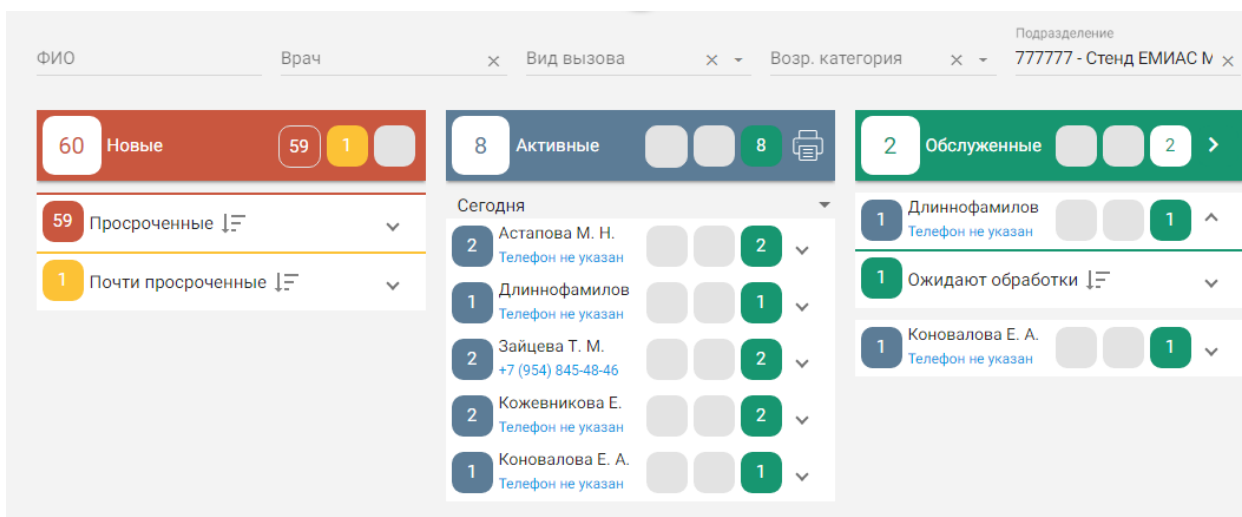 Подразделение
ФИО Врач Вид вызова Возр. категория 777777 - Стенд ЕМИАС М
60 Новые 59 1
59 Просроченные
1 Почти просроченные
8 Активные 8
Сегодня
2 Астапова М. Н. 2
Телефон не указан
1 Длиннофамилов 1
Телефон не указан
2 Зайцева Т. М. 2
+7 (954) 845-48-46
2 Кожевникова Е. 2
Телефон не указан
1 Коновалова Е. А. 1
Телефон не указан
2 Обслуженные 2
1 Длиннофамилов 1
Телефон не указан
1 Ожидают обработки
1 Коновалова Е. А. 1
Телефон не указан